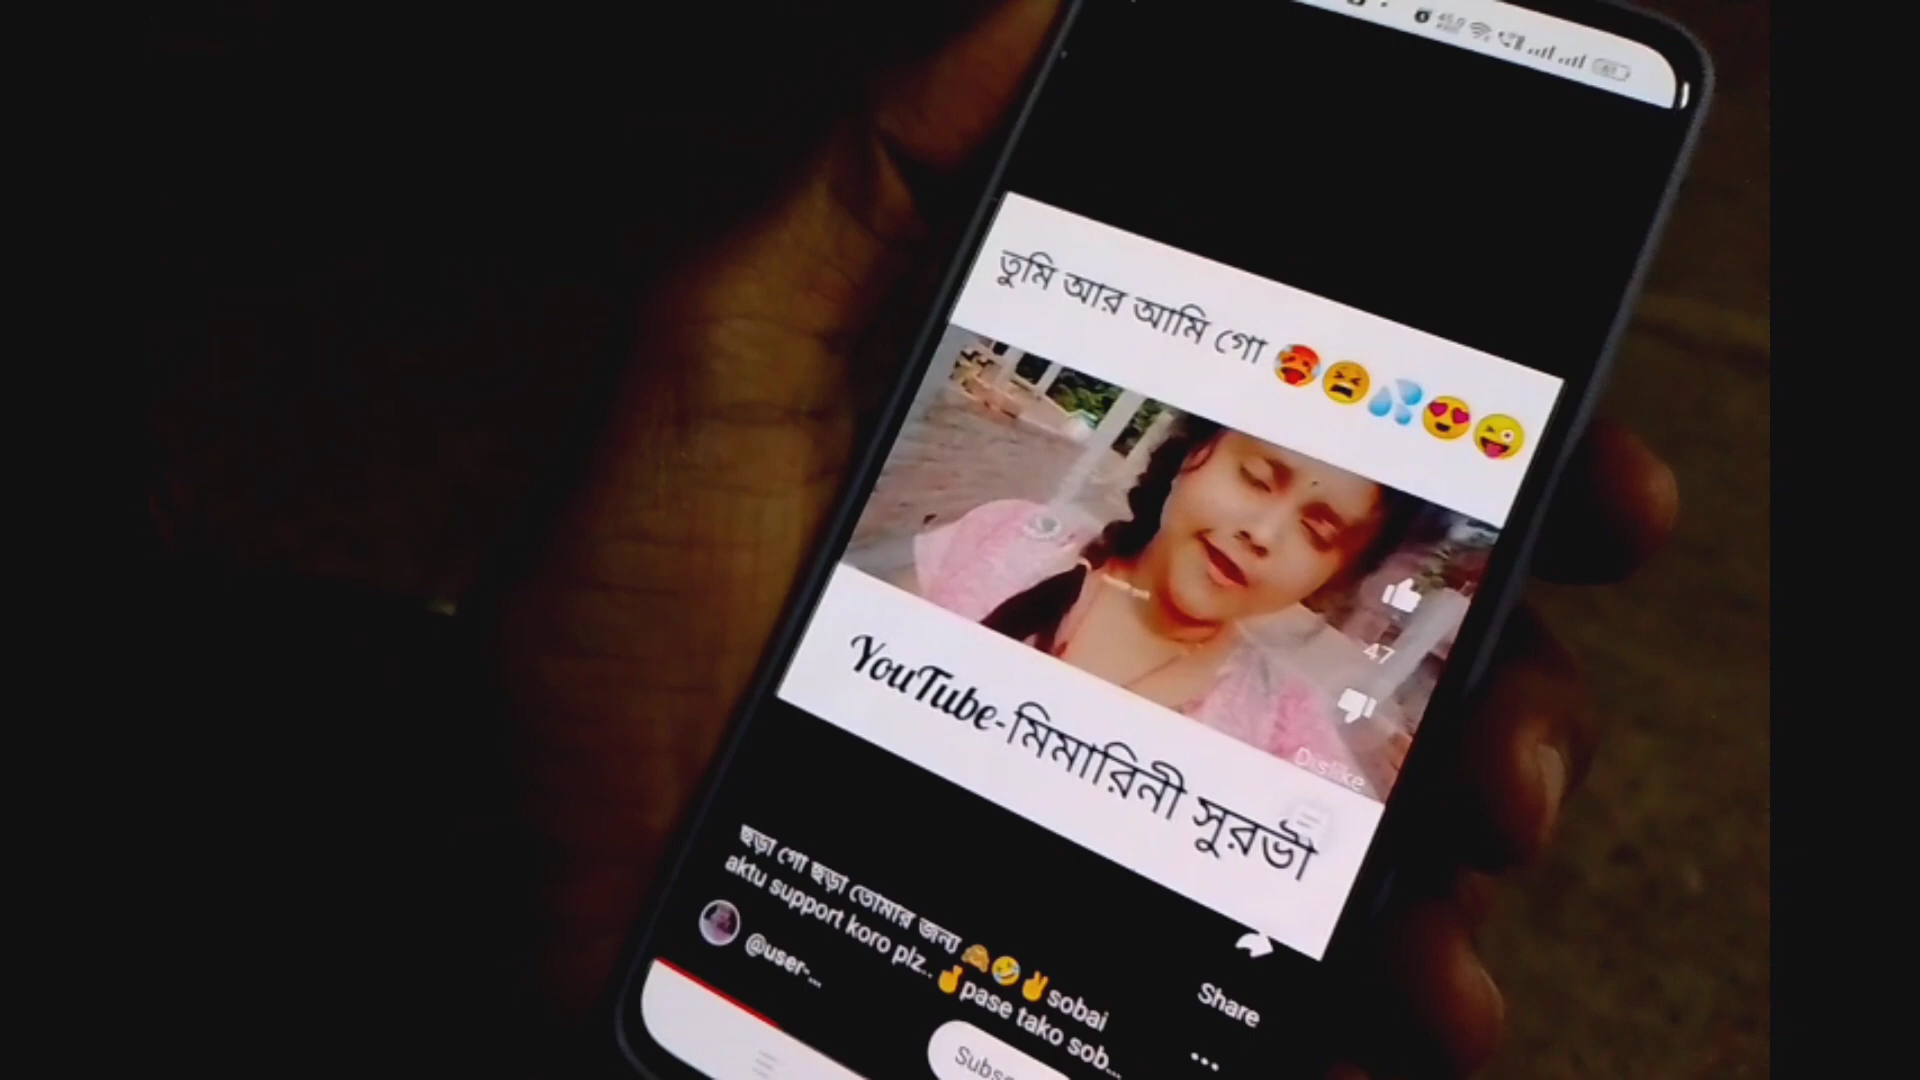 তুমি আর আমি গো 🥵😫💦😍😜
47
Dislike
YouTube-মিমারিনী সুরভী
ছড়া গো ছড়া তোমার জন্য 🙈🤣✌sobai
aktu support koro plz.. 🤞pase tako sob...
@user-...
Share